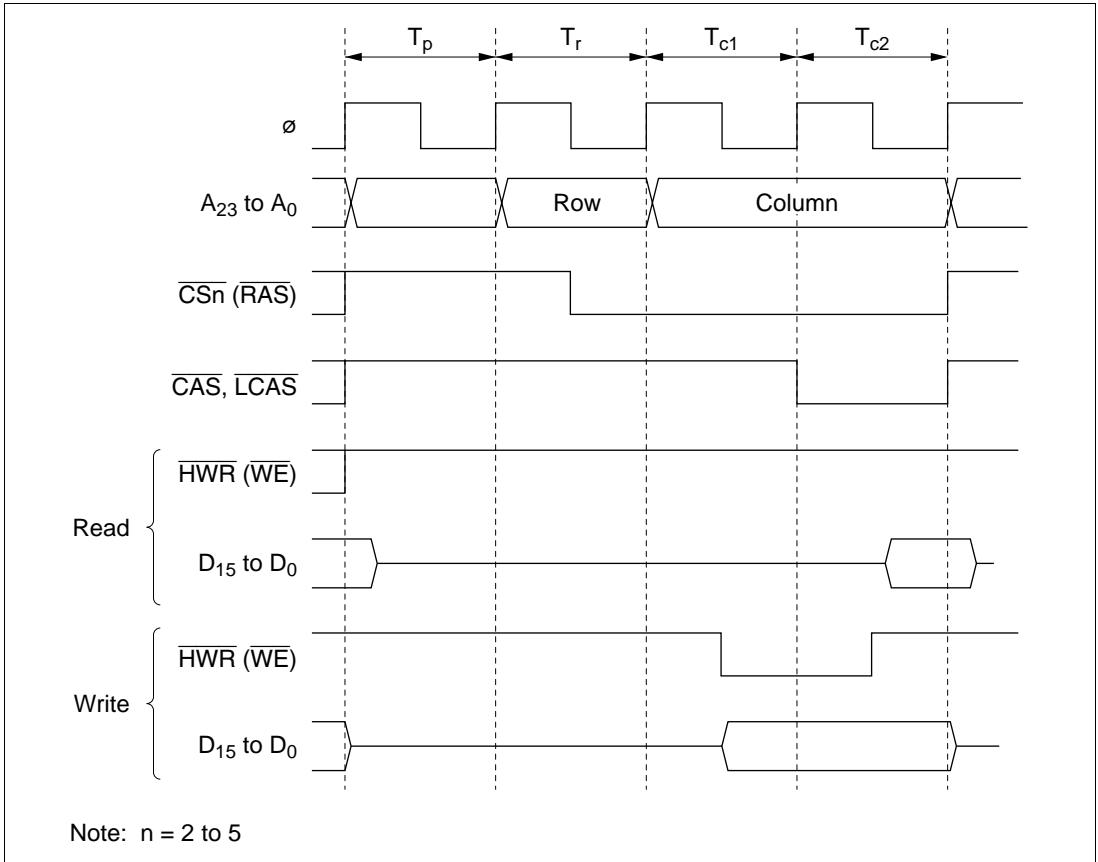 Tp Tr Tc1 Tc2
ø
A23 to A0 Row Column
CSn (RAS)
CAS, LCAS
Read
HWR (WE)
D15 to D0
Write
HWR (WE)
D15 to D0
Note: n = 2 to 5